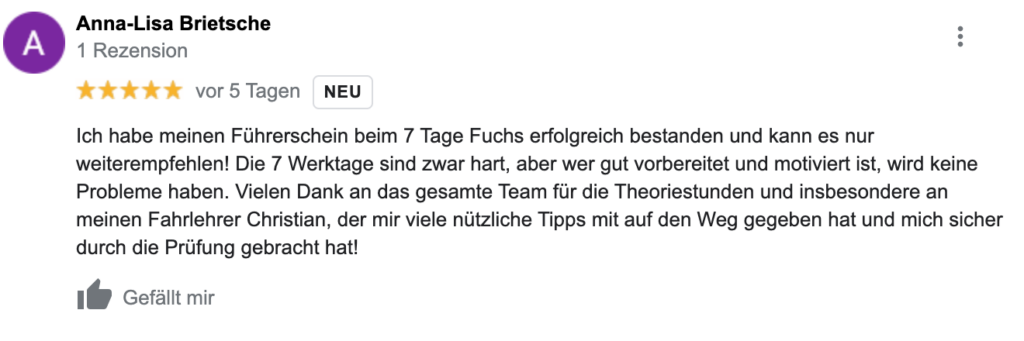 A
Anna-Lisa Brietsche
1 Rezension
vor 5 Tagen NEU
Ich habe meinen Führerschein beim 7 Tage Fuchs erfolgreich bestanden und kann es nur
weiterempfehlen! Die 7 Werktage sind zwar hart, aber wer gut vorbereitet und motiviert ist, wird keine
Probleme haben. Vielen Dank an das gesamte Team für die Theoriestunden und insbesondere an
meinen Fahrlehrer Christian, der mir viele nützliche Tipps mit auf den Weg gegeben hat und mich sicher
durch die Prüfung gebracht hat!
Gefällt mir